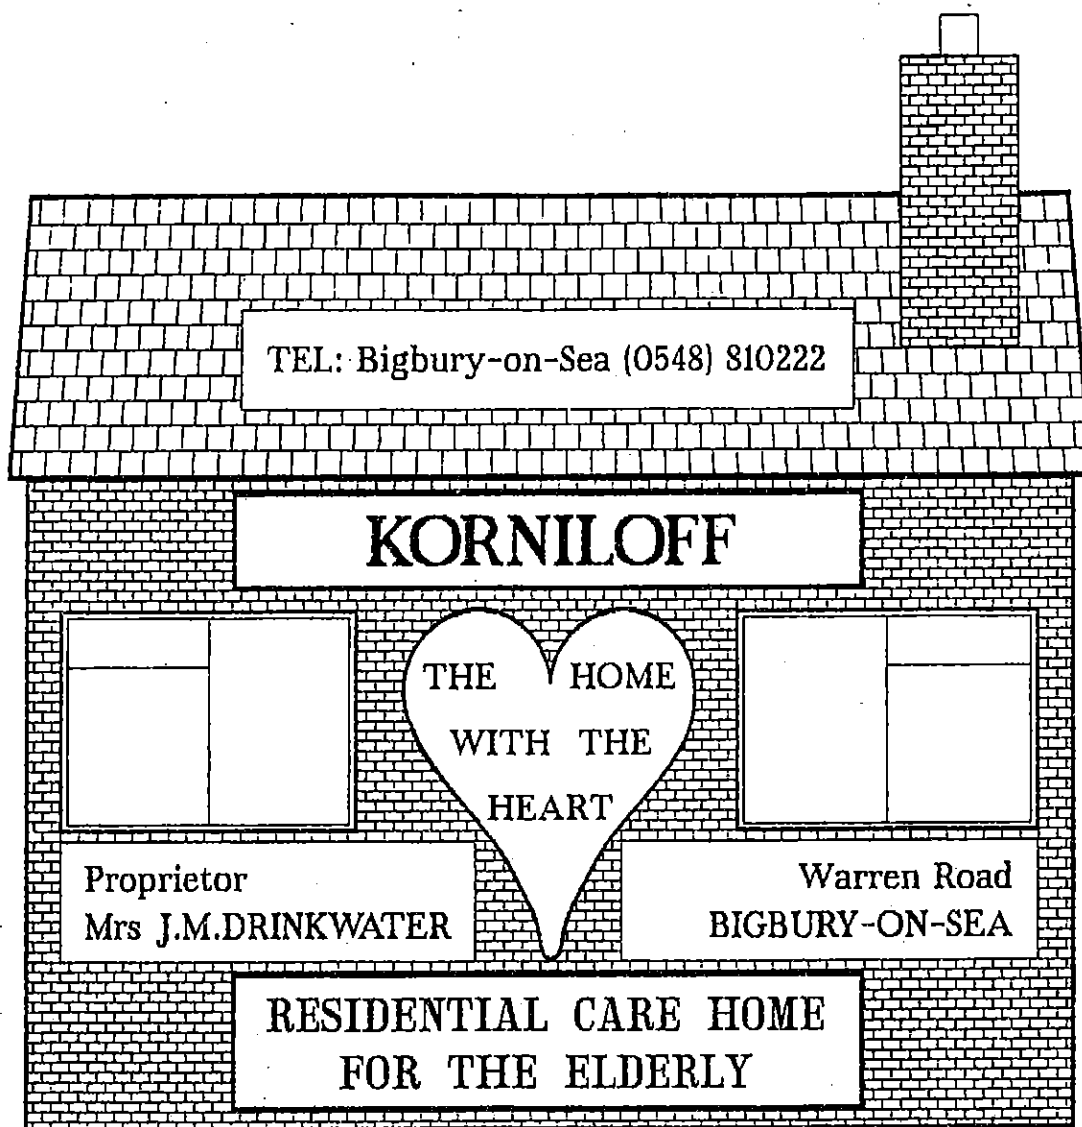 TEL: Bigbury-on-Sea (0548) 810222
KORNILOFF
THE HOME
WITH THE
HEART
Proprietor
Mrs J.M.DRINKWATER
Warren Road
BIGBURY-ON-SEA
RESIDENTIAL CARE HOME
FOR THE ELDERLY